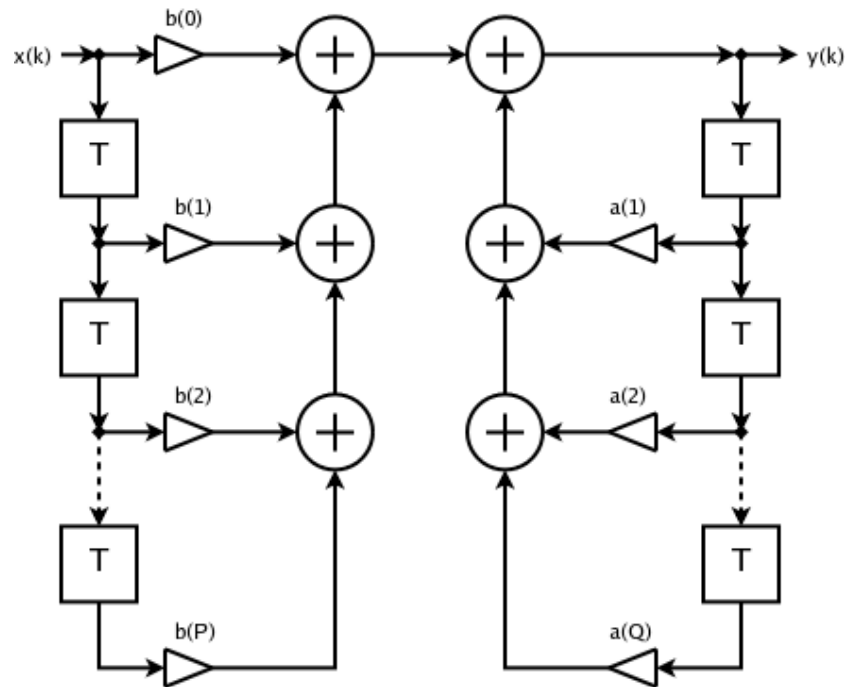 b(0)
x(k)
y(k)
T
T
b(1)
a(1)
T
T
b(2)
a(2)
T
T
b(P)
a(Q)